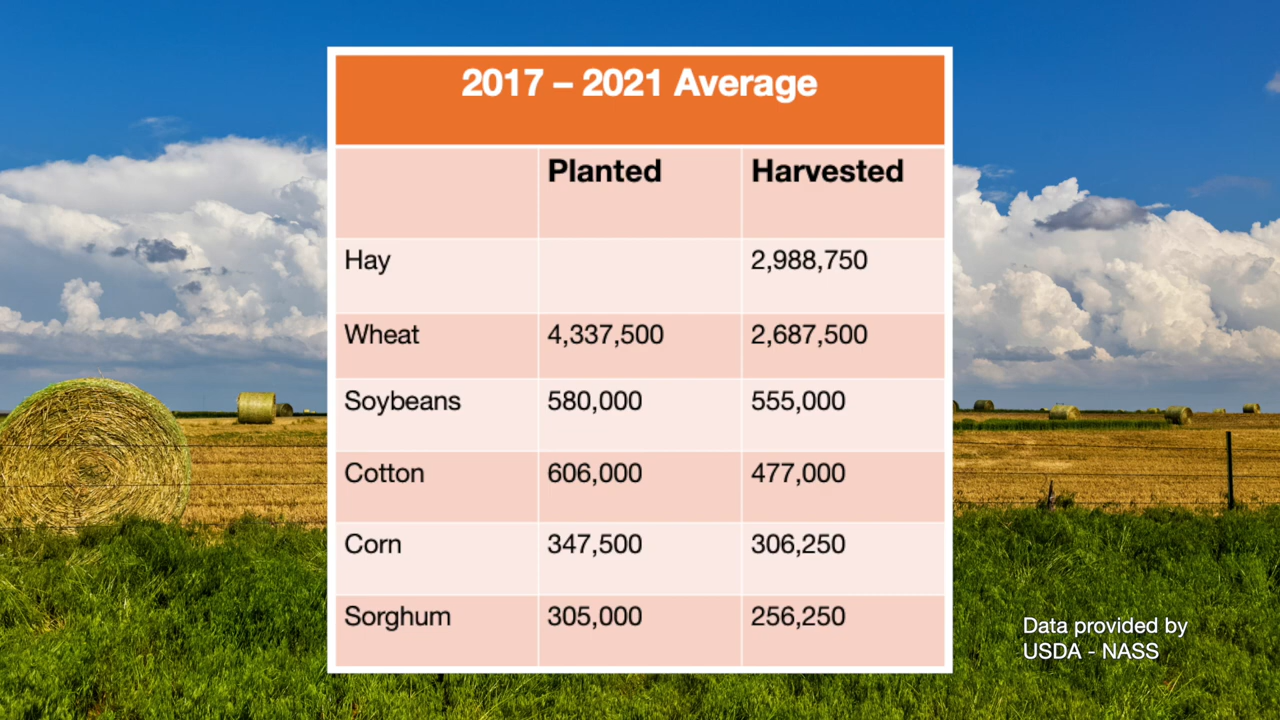 2017 – 2021 Average
Planted Harvested
Hay 2,988,750
Wheat 4,337,500 2,687,500
Soybeans 580,000 555,000
Cotton 606,000 477,000
Corn 347,500 306,250
Sorghum 305,000 256,250
Data provided by
USDA - NASS